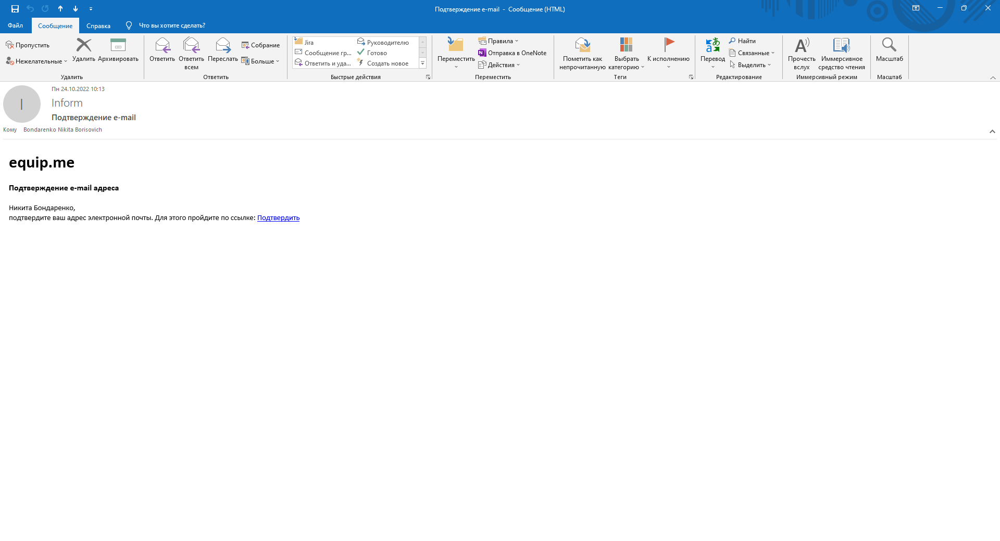 Подтверждение e-mail - Сообщение (HTML)
Файл
Сообщение
Справка
Что вы хотите сделать?
Пропустить
Нежелательные
Удалить
Архивировать
Удалить
Ответить
Ответить всем
Переслать
Собрание
Больше
Ответить
Jira
Сообщение гр...
Ответить и уда...
Руководителю
Готово
Создать новое
Быстрые действия
Переместить
Правила
Отправка в OneNote
Действия
Переместить
Пометить как непрочитанную
Выбрать категорию
К исполнению
Теги
Перевод
Найти
Связанные
Выделить
Редактирование
Прочесть вслух
Иммерсивное средство чтения
Иммерсивный режим
Масштаб
Масштаб
Пн 24.10.2022 10:13
I
Inform
Подтверждение e-mail
Кому Bondarenko Nikita Borisovich
equip.me
Подтверждение e-mail адреса
Никита Бондаренко,
подтвердите ваш адрес электронной почты. Для этого пройдите по ссылке: Подтвердить